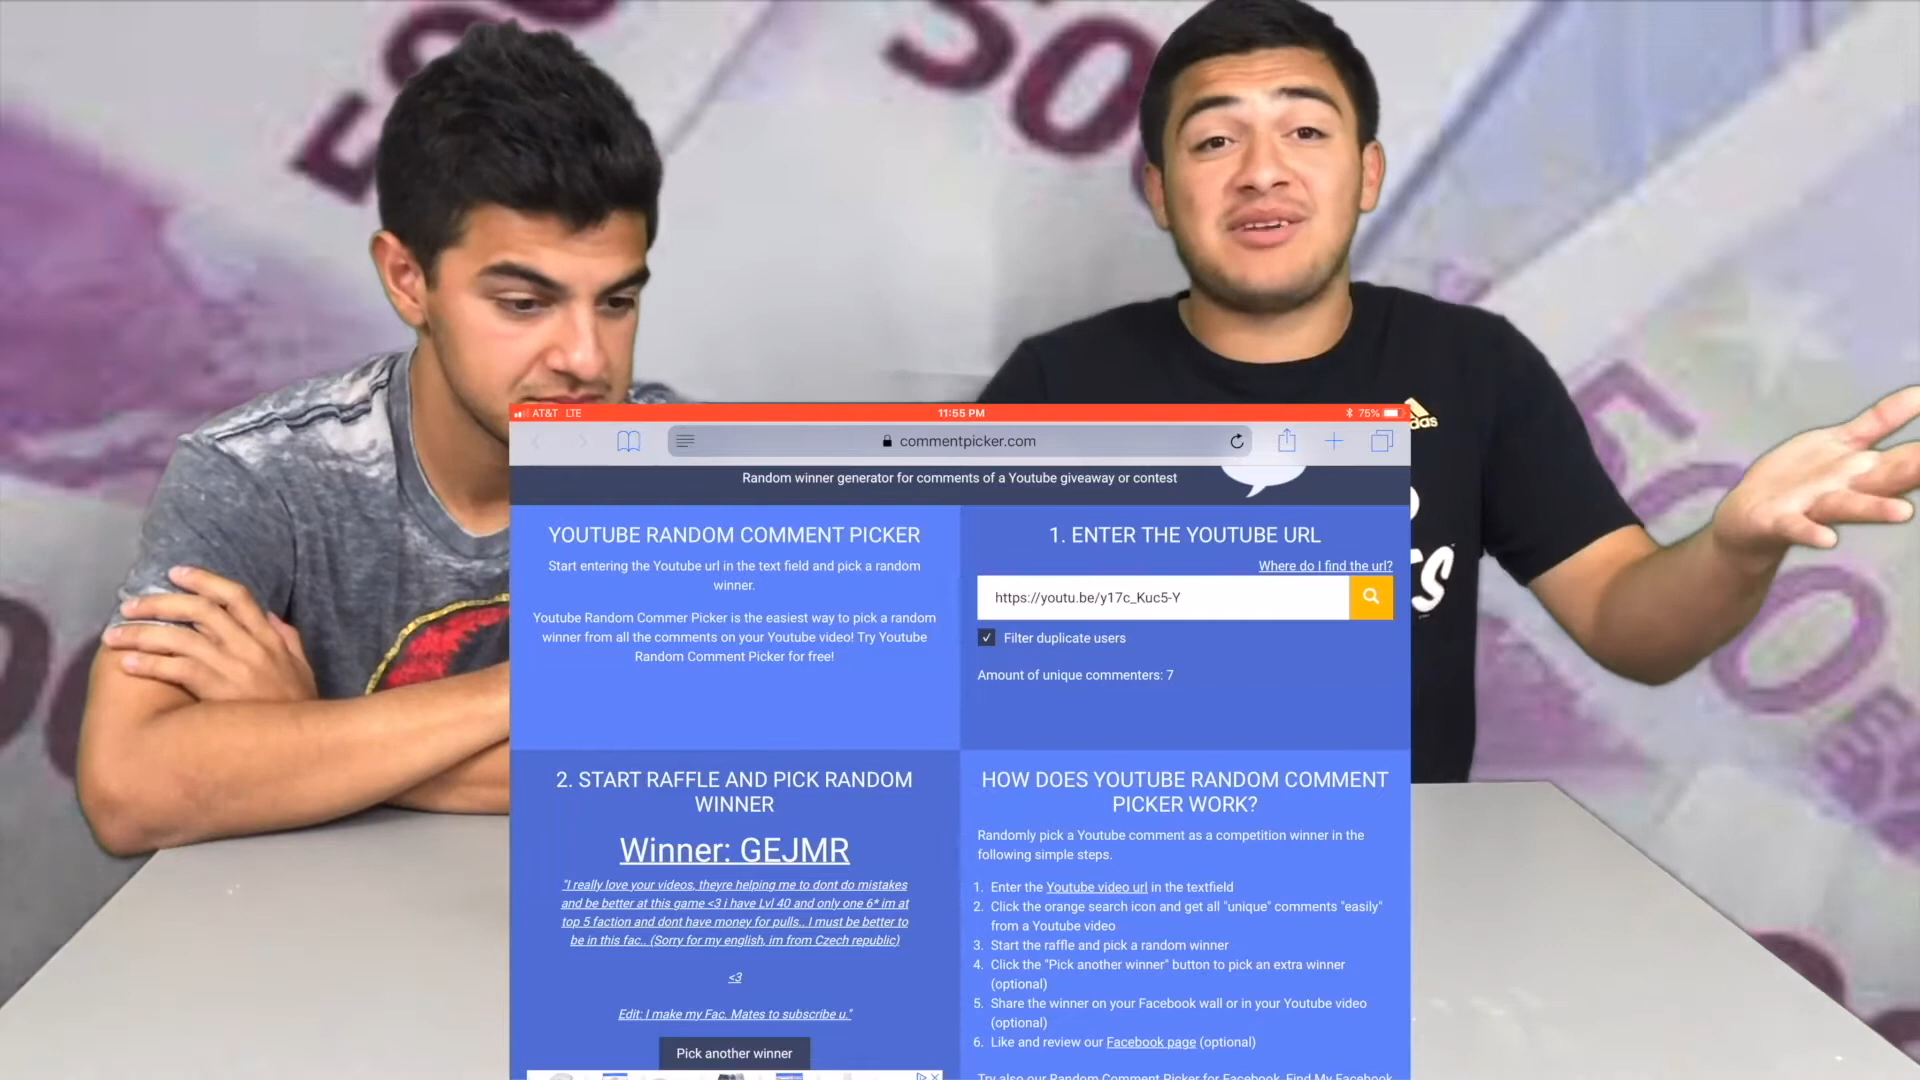 AT&T LTE
11:55 PM
75%
commentpicker.com
Random winner generator for comments of a Youtube giveaway or contest
YOUTUBE RANDOM COMMENT PICKER
Start entering the Youtube url in the text field and pick a random
winner.
Youtube Random Commer Picker is the easiest way to pick a random
winner from all the comments on your Youtube video! Try Youtube
Random Comment Picker for free!
1. ENTER THE YOUTUBE URL
Where do I find the url?
https://youtu.be/y17c_Kuc5-Y
Filter duplicate users
Amount of unique commenters: 7
2. START RAFFLE AND PICK RANDOM
WINNER
Winner: GEJMR
"I really love your videos, theyre helping me to dont do mistakes
and be better at this game <3 i have Lvl 40 and only one 6* im at
top 5 faction and dont have money for pulls.. I must be better to
be in this fac.. (Sorry for my english, im from Czech republic)
<3
Edit: I make my Fac. Mates to subscribe u."
Pick another winner
HOW DOES YOUTUBE RANDOM COMMENT
PICKER WORK?
Randomly pick a Youtube comment as a competition winner in the
following simple steps.
1. Enter the Youtube video url in the textfield
2. Click the orange search icon and get all "unique" comments "easily"
from a Youtube video
3. Start the raffle and pick a random winner
4. Click the "Pick another winner" button to pick an extra winner
(optional)
5. Share the winner on your Facebook wall or in your Youtube video
(optional)
6. Like and review our Facebook page (optional)
Try also our Random Comment Picker for Facebook, Find My Facebook